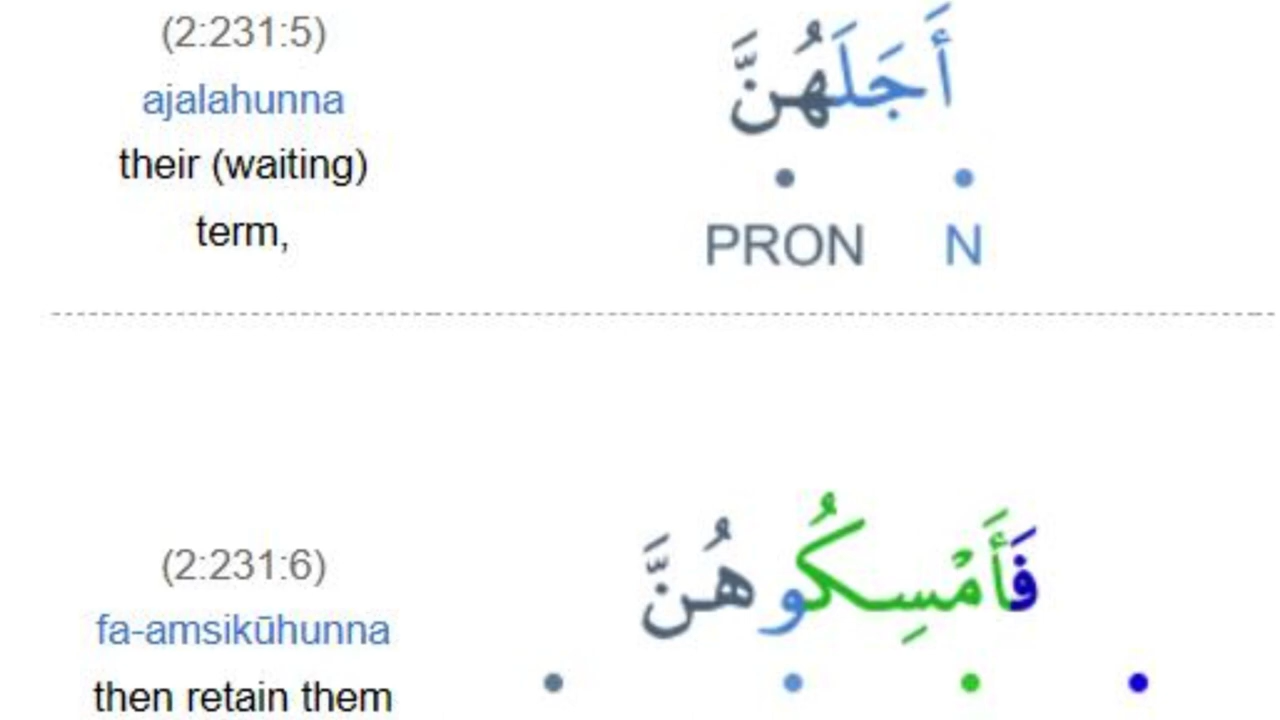 (2:231:5)
ajalahunna
their (waiting)
term,
أَجَلَهُنَّ
PRON N
(2:231:6)
fa-amsikūhunna
then retain them
فَأَمْسِكُوهُنَّ